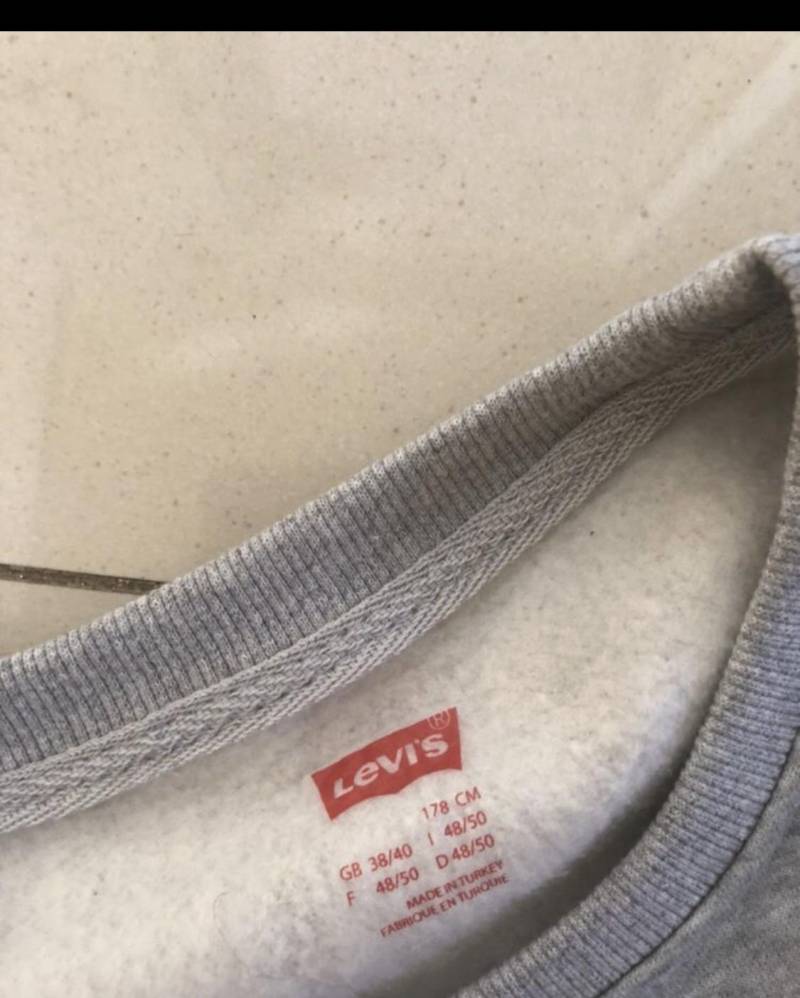 LEVI'S®
178 CM
GB 38/40 I 48/50
F 48/50 D 48/50
MADE IN TURKEY
FABRIQUE EN TURQUIE